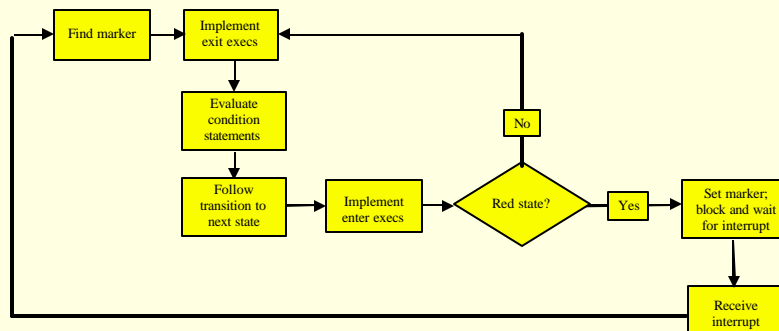 Find marker
Implement
exit execs
Evaluate
condition
statements
Follow
transition to
next state
Implement
enter execs
Red state?
No
Yes
Set marker;
block and wait
for interrupt
Receive
interrupt